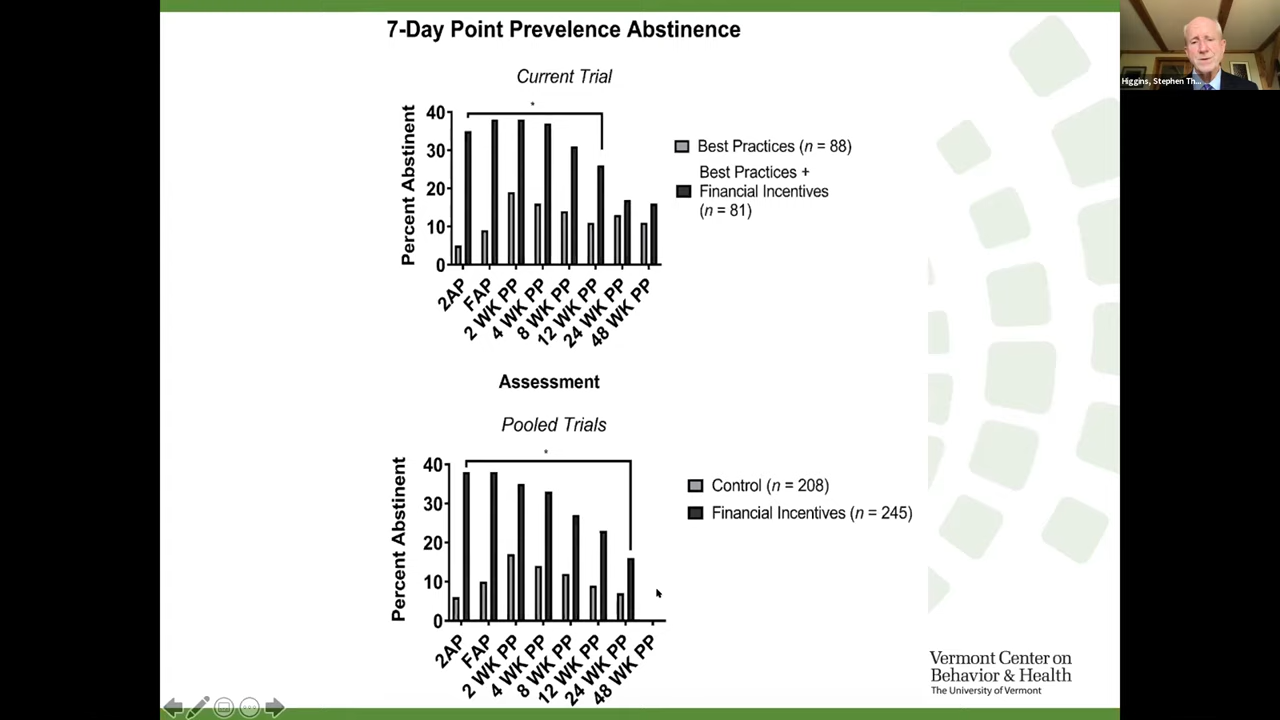 7-Day Point Prevelence Abstinence
Higgins, Stephen Th...
Current Trial
Percent Abstinent
40
30
20
10
0
*
2AP
FAP
2 WK PP
4 WK PP
8 WK PP
12 WK PP
24 WK PP
48 WK PP
Best Practices (n = 88)
Best Practices +
Financial Incentives
(n = 81)
Assessment
Pooled Trials
Percent Abstinent
40
30
20
10
0
*
2AP
FAP
2 WK PP
4 WK PP
8 WK PP
12 WK PP
24 WK PP
48 WK PP
Control (n = 208)
Financial Incentives (n = 245)
Vermont Center on
Behavior & Health
The University of Vermont